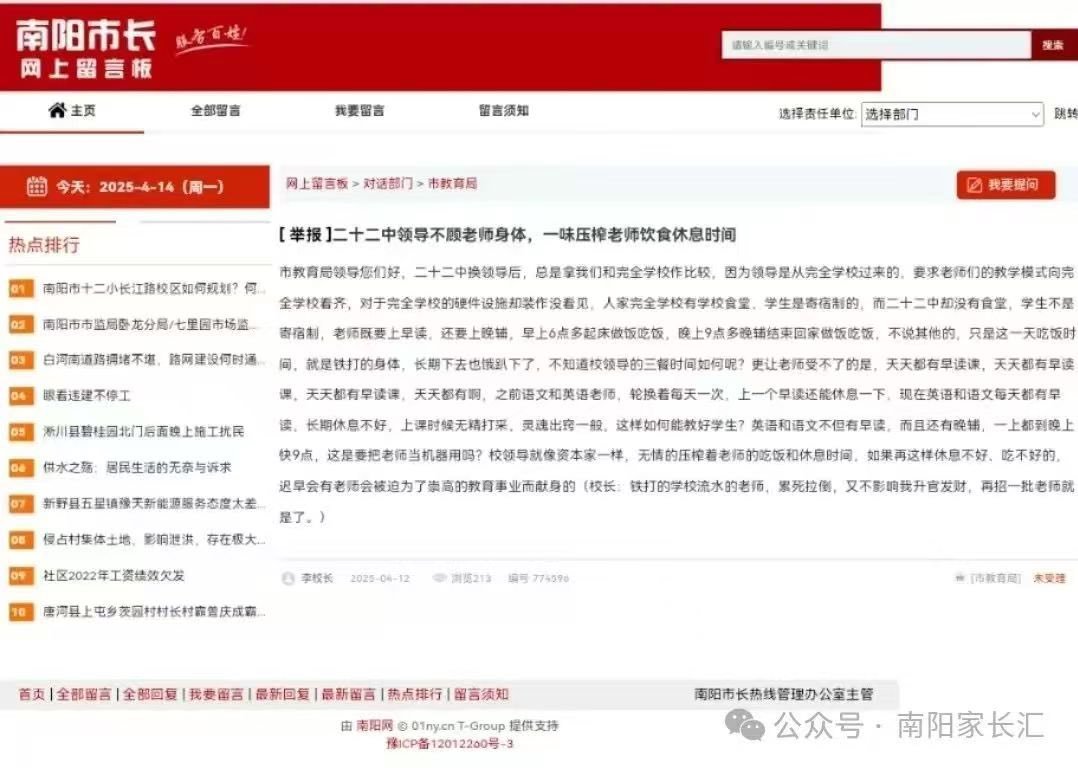 南阳市长
网上留言板
请输入编号或关键词
搜索
主页
全部留言
我要留言
留言须知
选择责任单位:
选择部门
跳转
今天：2025-4-14（周一）
热点排行
01 南阳市十二小长江路校区如何规划？何...
02 南阳市市监局卧龙分局/七里园市场监...
03 白河南道路拥堵不堪，路网建设何时通...
04 眼看违建不停工
05 淅川县碧桂园北门后面晚上施工扰民
06 供水之殇：居民生活的无奈与诉求
07 新野县五星镇豫天新能源服务态度太差...
08 侵占村集体土地，影响泄洪，存在极大...
09 社区2022年工资绩效欠发
10 唐河县上屯乡茨园村村长村霸曾庆成霸...
网上留言板 > 对话部门 > 市教育局
我要提问
[ 举报 ]二十二中领导不顾老师身体，一味压榨老师饮食休息时间
市教育局领导您们好，二十二中换领导后，总是拿我们和完全学校作比较，因为领导是从完全学校过来的，要求老师们的教学模式向完
全学校看齐，对于完全学校的硬件设施却装作没看见，人家完全学校有学校食堂，学生是寄宿制的，而二十二中却没有食堂，学生不是
寄宿制，老师既要上早读，还要上晚辅，早上6点多起床做饭吃饭，晚上9点多晚辅结束回家做饭吃饭，不说其他的，只是这一天吃饭时
间，就是铁打的身体，长期下去也饿趴下了，不知道校领导的三餐时间如何呢？更让老师受不了的是，天天都有早读课，天天都有早读
课，天天都有早读课，天天都有啊，之前语文和英语老师，轮换着每天一次，上一个早读还能休息一下，现在英语和语文每天都有早
读，长期休息不好，上课时候无精打采，灵魂出窍一般，这样如何能教好学生？英语和语文不但有早读，而且还有晚辅，一上都到晚上
快9点，这是要把老师当机器用吗？校领导就像资本家一样，无情的压榨着老师的吃饭和休息时间，如果再这样休息不好、吃不好的，
迟早会有老师会被迫为了崇高的教育事业而献身的（校长：铁打的学校流水的老师，累死拉倒，又不影响我升官发财，再招一批老师就
是了。）
李校长 2025-04-12 浏览213 编号 774596
[市教育局] 未受理
首页 | 全部留言 | 全部回复 | 我要留言 | 最新回复 | 最新留言 | 热点排行 | 留言须知
南阳市长热线管理办公室主管
由 南阳网 © 01ny.cn T-Group 提供支持
豫ICP备12012260号-3
公众号 · 南阳家长汇